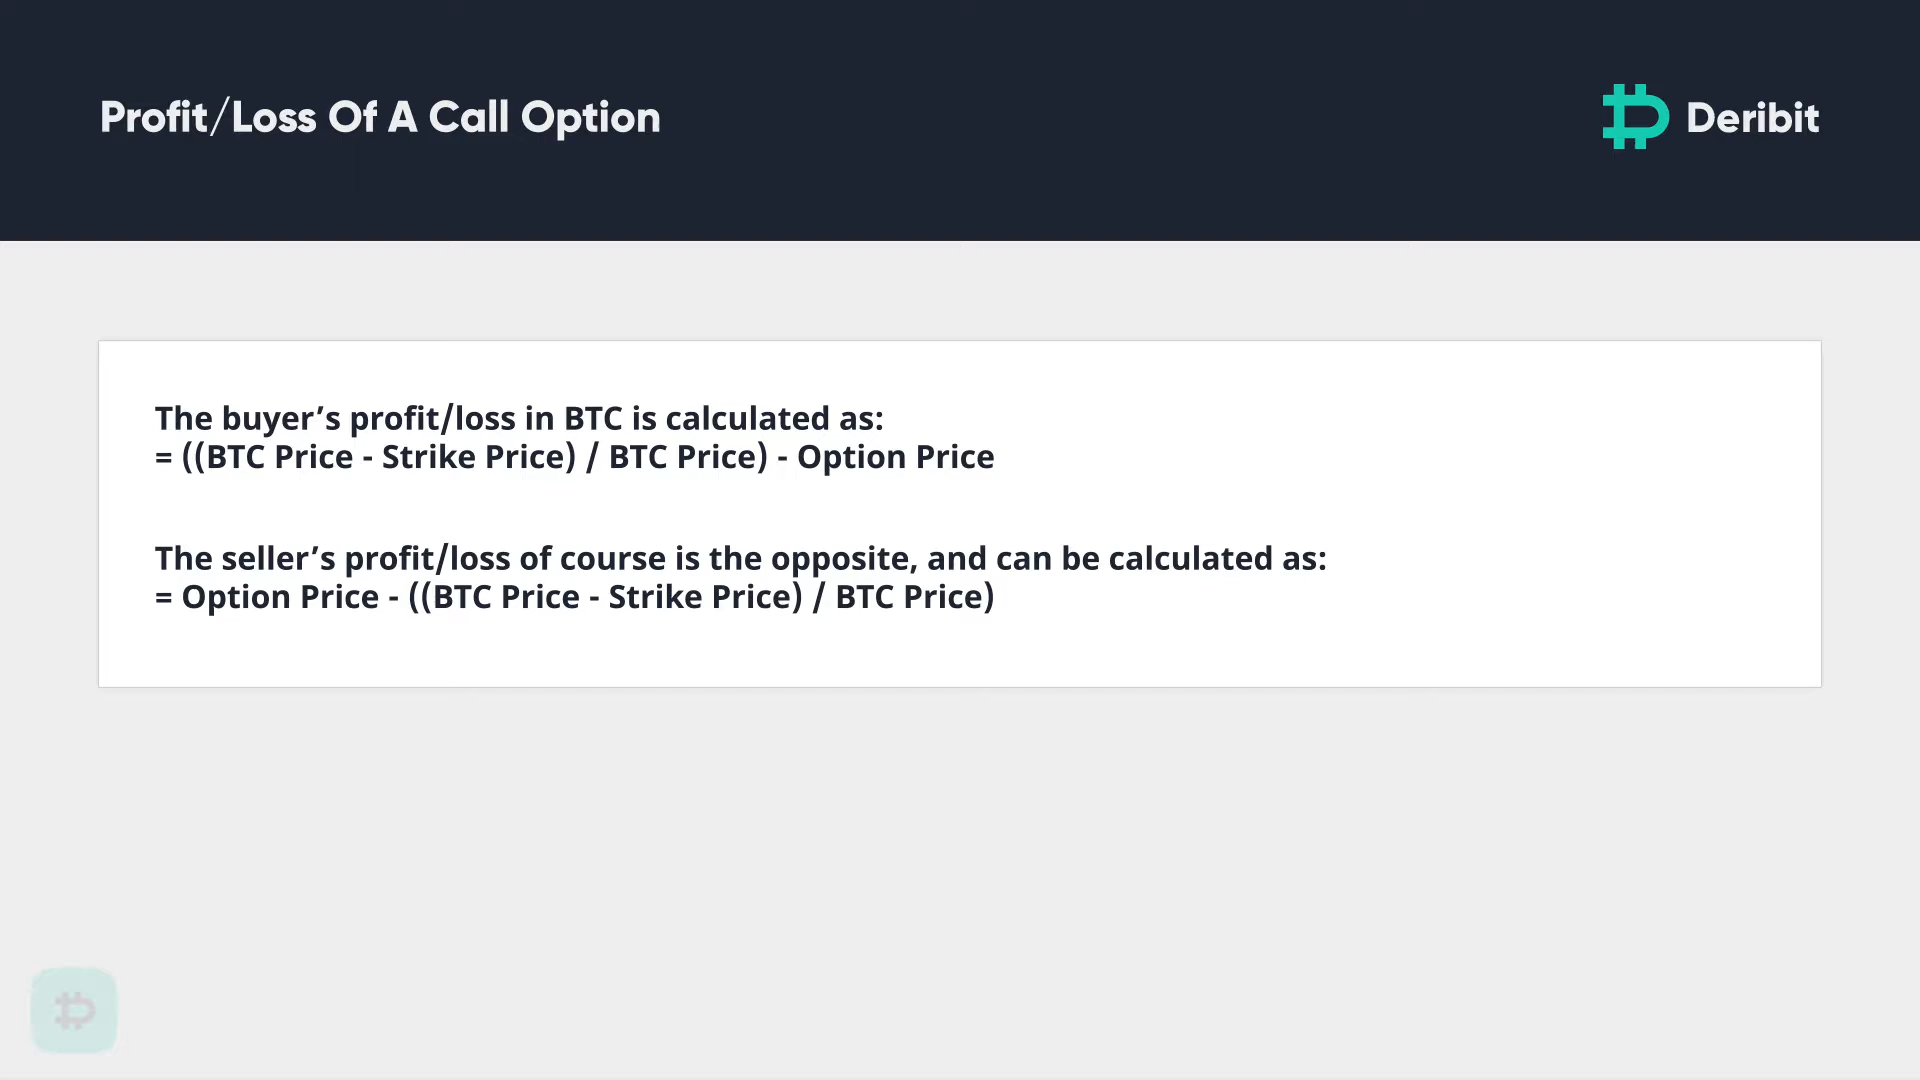 Profit/Loss Of A Call Option
Deribit
The buyer’s profit/loss in BTC is calculated as:
= ((BTC Price - Strike Price) / BTC Price) - Option Price
The seller’s profit/loss of course is the opposite, and can be calculated as:
= Option Price - ((BTC Price - Strike Price) / BTC Price)